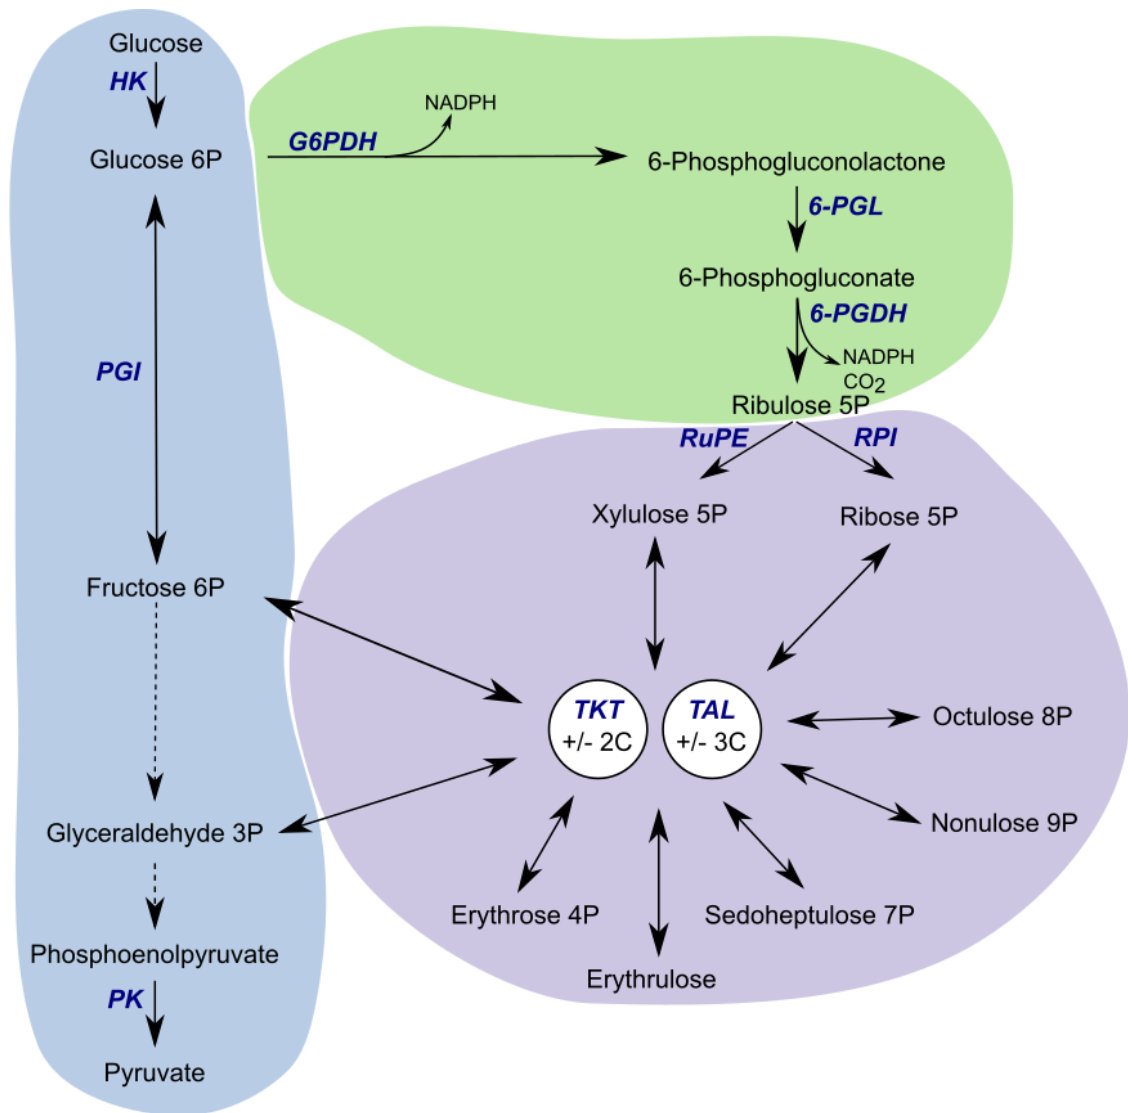 Glucose
HK
Glucose 6P
PGI
Fructose 6P
Glyceraldehyde 3P
Phosphoenolpyruvate
PK
Pyruvate
G6PDH
NADPH
6-Phosphogluconolactone
6-PGL
6-Phosphogluconate
6-PGDH
NADPH
CO2
Ribulose 5P
RuPE
RPI
Xylulose 5P
Ribose 5P
TKT
+/- 2C
TAL
+/- 3C
Octulose 8P
Nonulose 9P
Erythrose 4P
Sedoheptulose 7P
Erythrulose